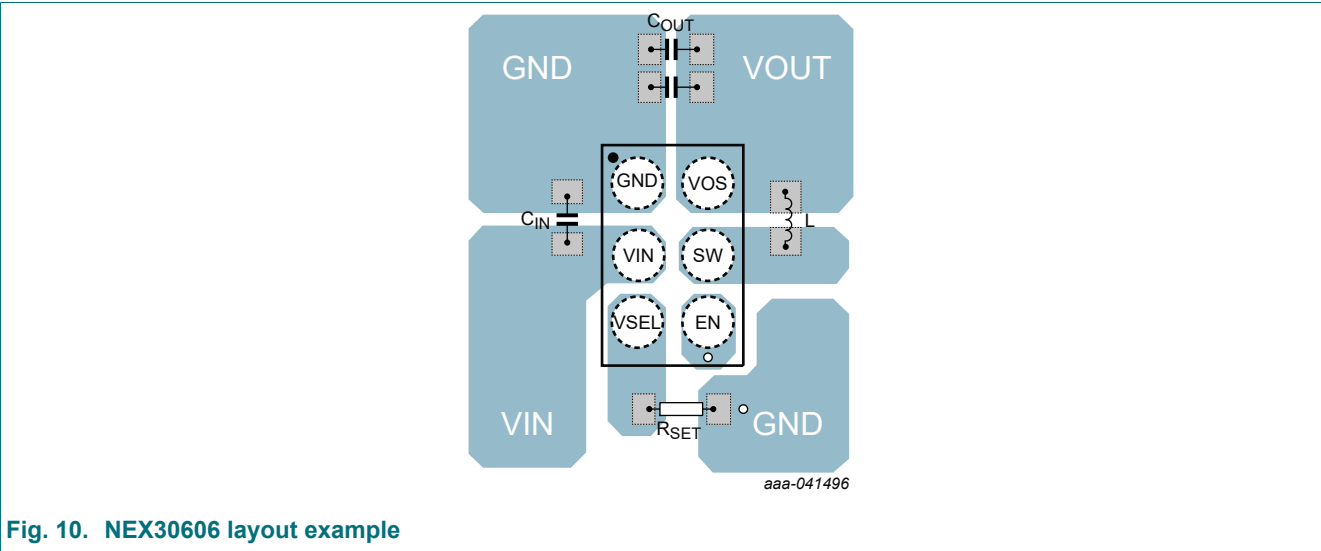 COUT
GND VOUT
GND VOS
CIN L
VIN SW
VSEL EN
VIN RSET GND
aaa-041496
Fig. 10. NEX30606 layout example